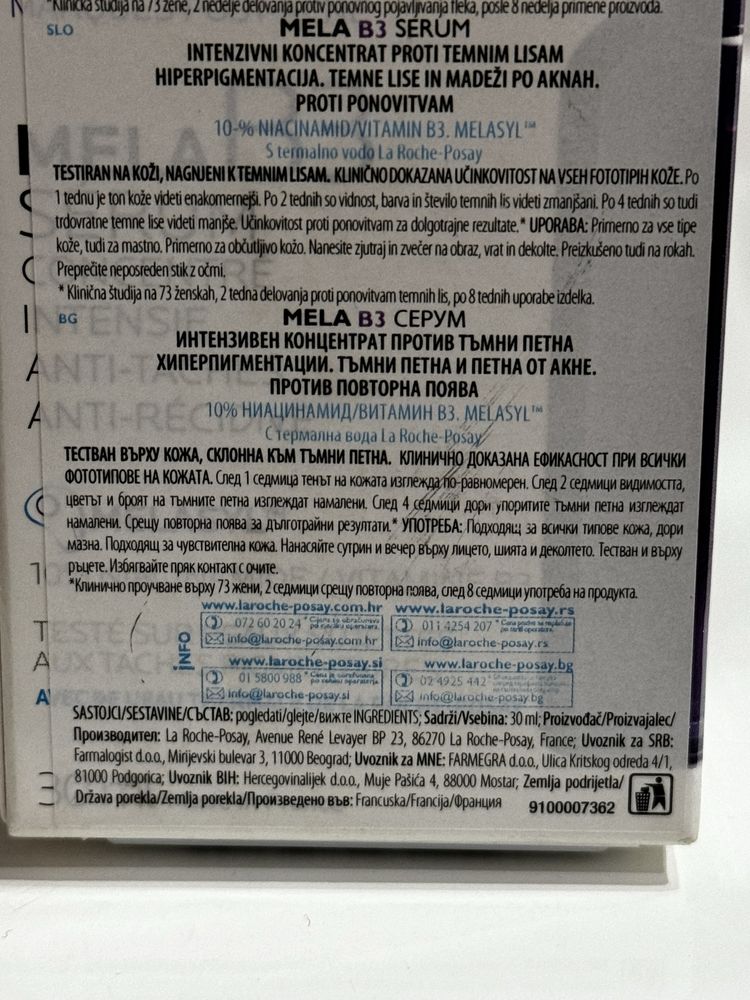 *Klinička studija na 73 žene, 2 nedelje delovanja protiv ponovnog pojavljivanja fleka, posle 8 nedelja primene proizvoda.
SLO
MELA B3 SERUM
INTENZIVNI KONCENTRAT PROTI TEMNIM LISAM
HIPERPIGMENTACIJA. TEMNE LISE IN MADEŽI PO AKNAH.
PROTI PONOVITVAM
10-% NIACINAMID/VITAMIN B3. MELASYL™
S termalno vodo La Roche-Posay
TESTIRAN NA KOŽI, NAGNJENI K TEMNIM LISAM. KLINIČNO DOKAZANA UČINKOVITOST NA VSEH FOTOTIPIH KOŽE. Po
1 tednu je ton kože videti enakomernejši. Po 2 tednih so vidnost, barva in število temnih lis videti zmanjšani. Po 4 tednih so tudi
trdovratne temne lise videti manjše. Učinkovitost proti ponovitvam za dolgotrajne rezultate.* UPORABA: Primerno za vse tipe
kože, tudi za mastno. Primerno za občutljivo kožo. Nanesite zjutraj in zvečer na obraz, vrat in dekolte. Preizkušeno tudi na rokah.
Preprečite neposreden stik z očmi.
* Klinična študija na 73 ženskah, 2 tedna delovanja proti ponovitvam temnih lis, po 8 tednih uporabe izdelka.
BG
MELA B3 СЕРУМ
ИНТЕНЗИВЕН КОНЦЕНТРАТ ПРОТИВ ТЪМНИ ПЕТНА
ХИПЕРПИГМЕНТАЦИИ. ТЪМНИ ПЕТНА И ПЕТНА ОТ АКНЕ.
ПРОТИВ ПОВТОРНА ПОЯВА
10% НИАЦИНАМИД/ВИТАМИН B3. MELASYL™
С термална вода La Roche-Posay
ТЕСТВАН ВЪРХУ КОЖА, СКЛОННА КЪМ ТЪМНИ ПЕТНА. КЛИНИЧНО ДОКАЗАНА ЕФИКАСНОСТ ПРИ ВСИЧКИ
ФОТОТИПОВЕ НА КОЖАТА. След 1 седмица тенът на кожата изглежда по-равномерен. След 2 седмици видимостта,
цветът и броят на тъмните петна изглеждат намалени. След 4 седмици дори упоритите тъмни петна изглеждат
намалени. Срещу повторна поява за дълготрайни резултати.* УПОТРЕБА: Подходящ за всички типове кожа, дори
мазна. Подходящ за чувствителна кожа. Нанасяйте сутрин и вечер върху лицето, шията и деколтето. Тестван и върху
ръцете. Избягвайте пряк контакт с очите.
*Клинично проучване върху 73 жени, 2 седмици срещу повторна поява, след 8 седмици употреба на продукта.
INFO
www.laroche-posay.com.hr www.laroche-posay.rs
072 60 20 24 011 4254 207
info@laroche-posay.com.hr info@laroche-posay.rs
www.laroche-posay.si www.laroche-posay.bg
01 5800 988 02 4925 442
info@laroche-posay.si info@laroche-posay.bg
SASTOJCI/SESTAVINE/СЪСТАВ: pogledati/glejte/вижте INGREDIENTS; Sadrži/Vsebina: 30 ml; Proizvođač/Proizvajalec/
Производител: La Roche-Posay, Avenue René Levayer BP 23, 86270 La Roche-Posay, France; Uvoznik za SRB:
Farmalogist d.o.o., Mirijevski bulevar 3, 11000 Beograd; Uvoznik za MNE: FARMEGRA d.o.o., Ulica Kritskog odreda 4/1,
81000 Podgorica; Uvoznik BIH: Hercegovinalijek d.o.o., Muje Pašića 4, 88000 Mostar; Zemlja podrijetla/
Država porekla/Zemlja porekla/Произведено във: Francuska/Francija/Франция
9100007362